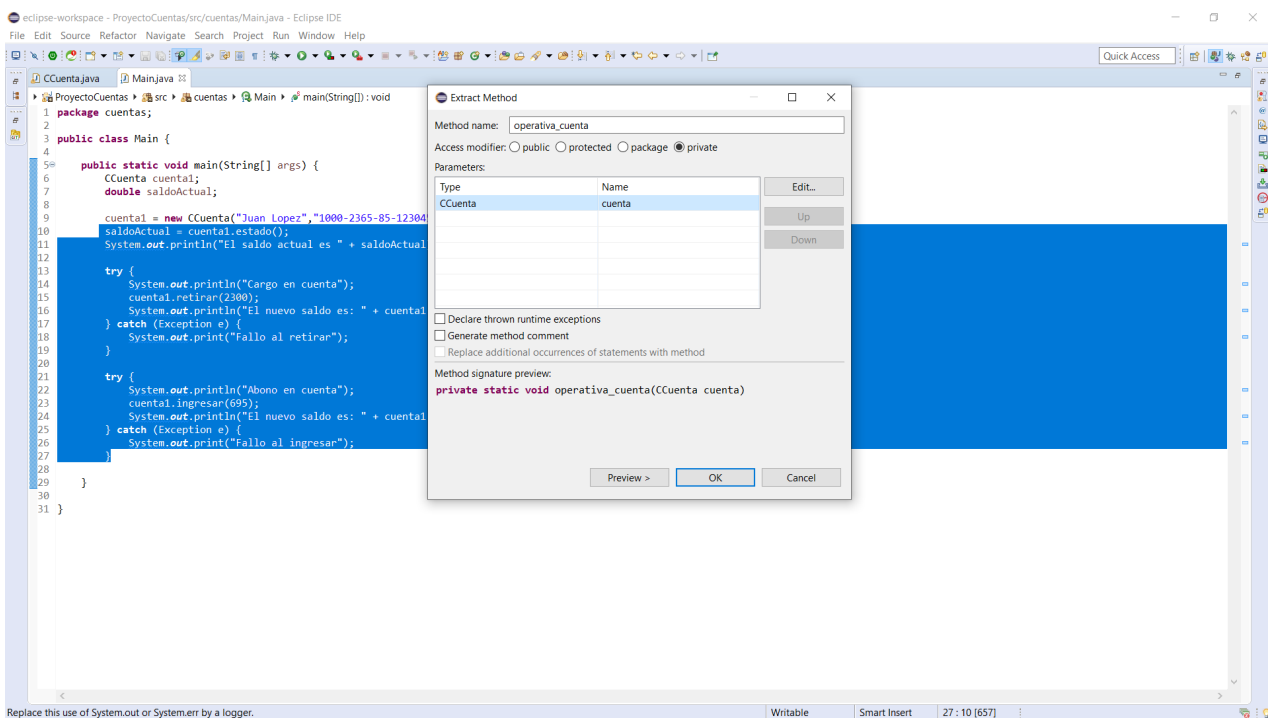 eclipse-workspace - ProyectoCuentas/src/cuentas/Main.java - Eclipse IDE
File Edit Source Refactor Navigate Search Project Run Window Help
Quick Access
CCuenta.java Main.java
ProyectoCuentas src cuentas Main main(String[]) : void
1 package cuentas;
2
3 public class Main {
4
5 public static void main(String[] args) {
6 CCuenta cuenta1;
7 double saldoActual;
8
9 cuenta1 = new CCuenta("Juan Lopez","1000-2365-85-12304
10 saldoActual = cuenta1.estado();
11 System.out.println("El saldo actual es " + saldoActual
12
13 try {
14 System.out.println("Cargo en cuenta");
15 cuenta1.retirar(2300);
16 System.out.println("El nuevo saldo es: " + cuenta1
17 } catch (Exception e) {
18 System.out.print("Fallo al retirar");
19 }
20
21 try {
22 System.out.println("Abono en cuenta");
23 cuenta1.ingresar(695);
24 System.out.println("El nuevo saldo es: " + cuenta1
25 } catch (Exception e) {
26 System.out.print("Fallo al ingresar");
27 }
28
29 }
30
31 }
Extract Method
Method name: operativa_cuenta
Access modifier: public protected package private
Parameters:
Type Name
CCuenta cuenta
Edit...
Up
Down
Declare thrown runtime exceptions
Generate method comment
Replace additional occurrences of statements with method
Method signature preview:
private static void operativa_cuenta(CCuenta cuenta)
Preview > OK Cancel
Replace this use of System.out or System.err by a logger. Writable Smart Insert 27 : 10 [657]